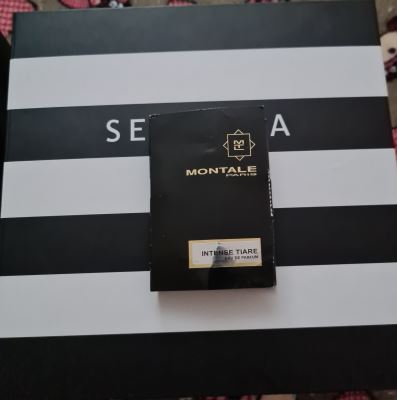 SE A
MONTALE
PARIS
INTENSE TIARE
EAU DE PARFUM